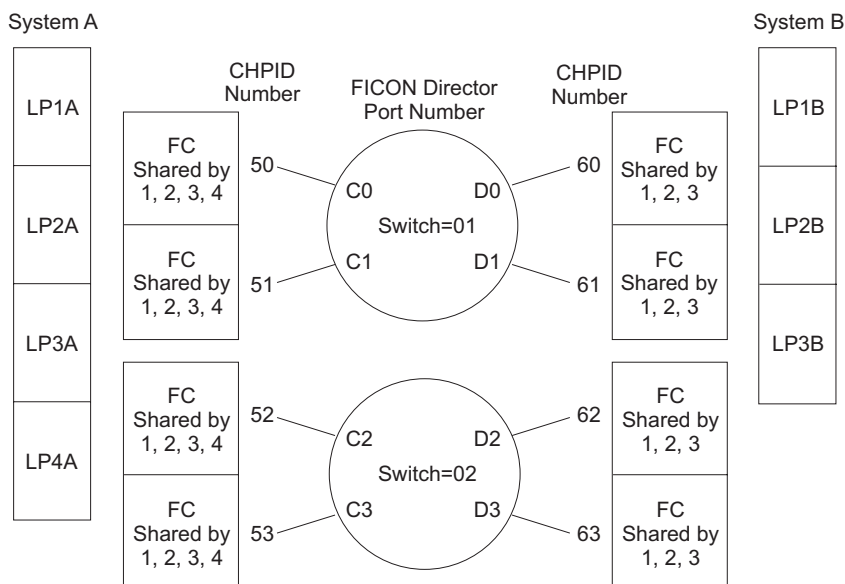 System A
System B
CHPID
Number
FICON Director
Port Number
CHPID
Number
LP1A
LP2A
LP3A
LP4A
FC
Shared by
1, 2, 3, 4
50
FC
Shared by
1, 2, 3, 4
51
C0
D0
Switch=01
C1
D1
60
FC
Shared by
1, 2, 3
61
FC
Shared by
1, 2, 3
FC
Shared by
1, 2, 3, 4
52
FC
Shared by
1, 2, 3, 4
53
C2
D2
Switch=02
C3
D3
62
FC
Shared by
1, 2, 3
63
FC
Shared by
1, 2, 3
LP1B
LP2B
LP3B